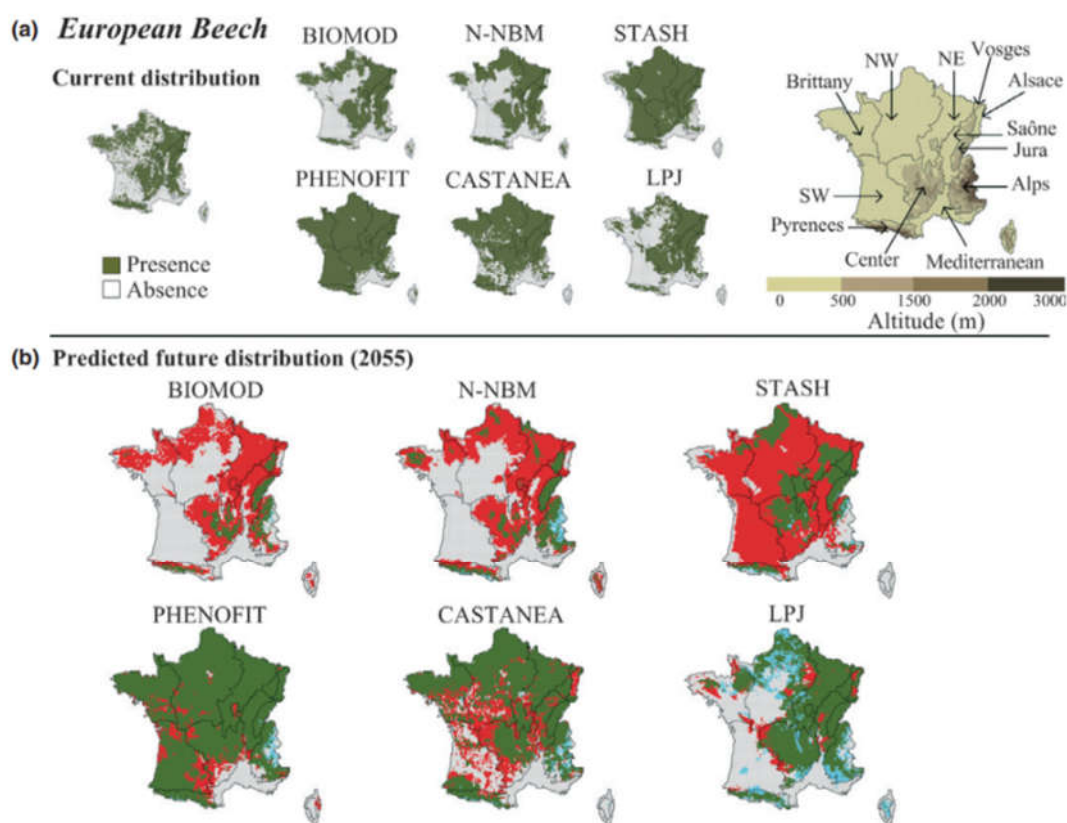 (a) European Beech
Current distribution
Presence
Absence
BIOMOD N-NBM STASH
PHENOFIT CASTANEA LPJ
NW NE Vosges
Brittany Alsace
Saône
Jura
SW Alps
Pyrenees
Center Mediterranean
0 500 1500 2000 3000
Altitude (m)
(b) Predicted future distribution (2055)
BIOMOD N-NBM STASH
PHENOFIT CASTANEA LPJ